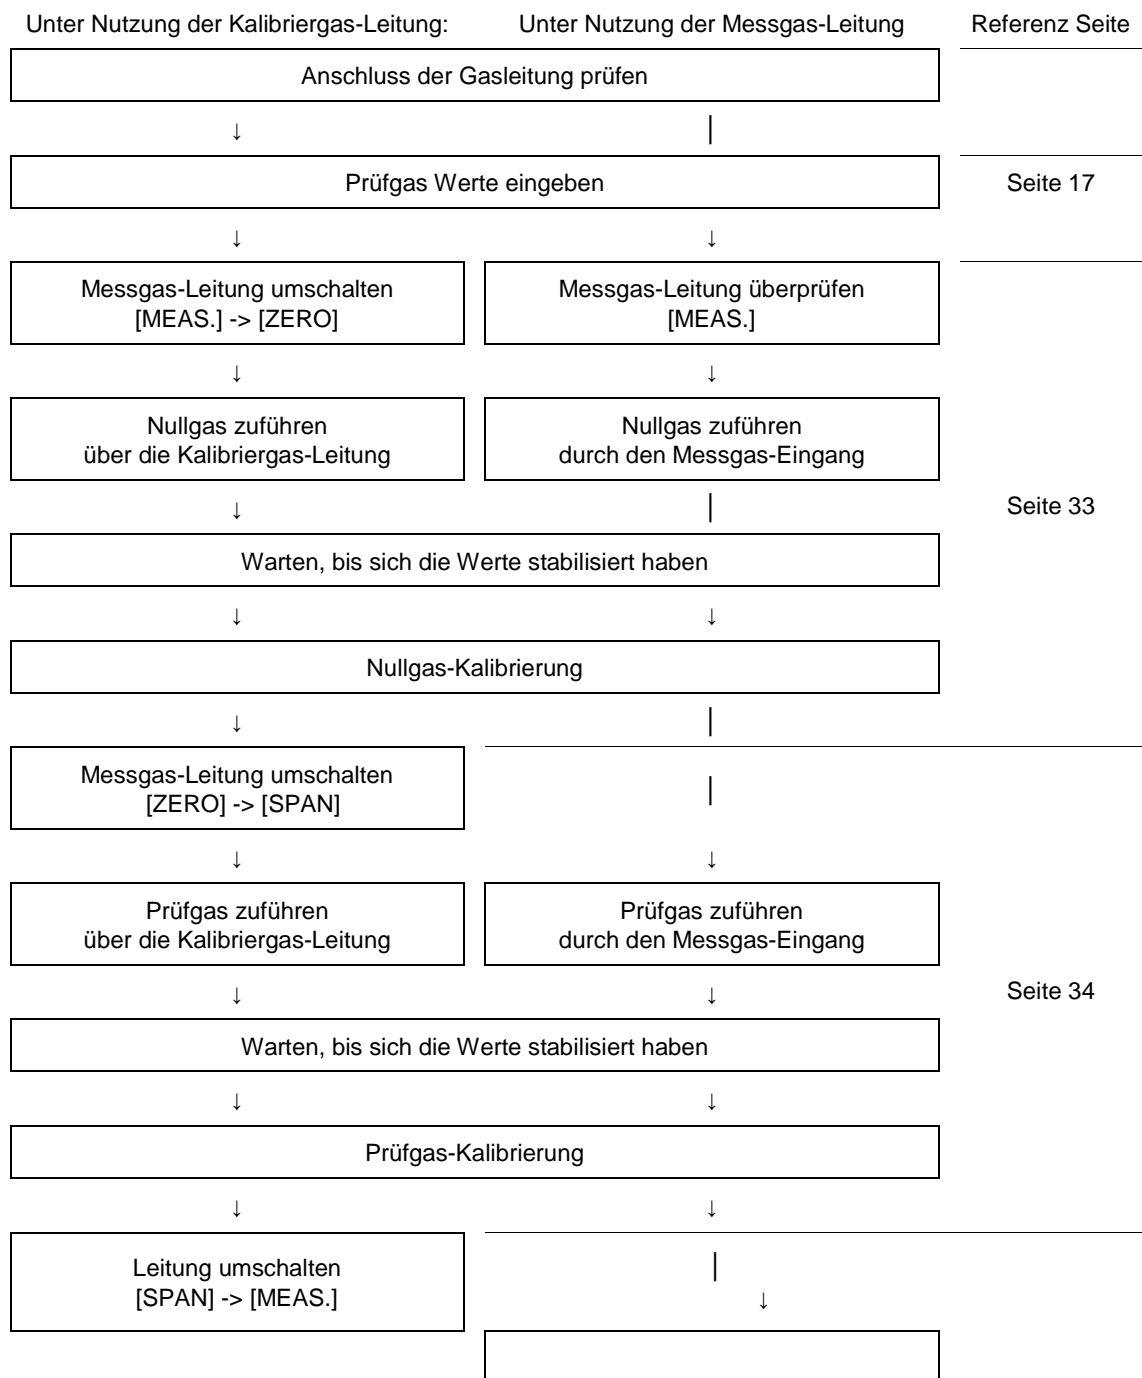 Unter Nutzung der Kalibriergas-Leitung: Unter Nutzung der Messgas-Leitung Referenz Seite
Anschluss der Gasleitung prüfen
↓ |
Prüfgas Werte eingeben Seite 17
↓ ↓
Messgas-Leitung umschalten
[MEAS.] -> [ZERO]
Messgas-Leitung überprüfen
[MEAS.]
↓ ↓
Nullgas zuführen
über die Kalibriergas-Leitung
Nullgas zuführen
durch den Messgas-Eingang
↓ | Seite 33
Warten, bis sich die Werte stabilisiert haben
↓ ↓
Nullgas-Kalibrierung
↓ |
Messgas-Leitung umschalten
[ZERO] -> [SPAN]
|
↓ ↓
Prüfgas zuführen
über die Kalibriergas-Leitung
Prüfgas zuführen
durch den Messgas-Eingang
↓ ↓ Seite 34
Warten, bis sich die Werte stabilisiert haben
↓ ↓
Prüfgas-Kalibrierung
↓ ↓
Leitung umschalten
[SPAN] -> [MEAS.]
|
↓